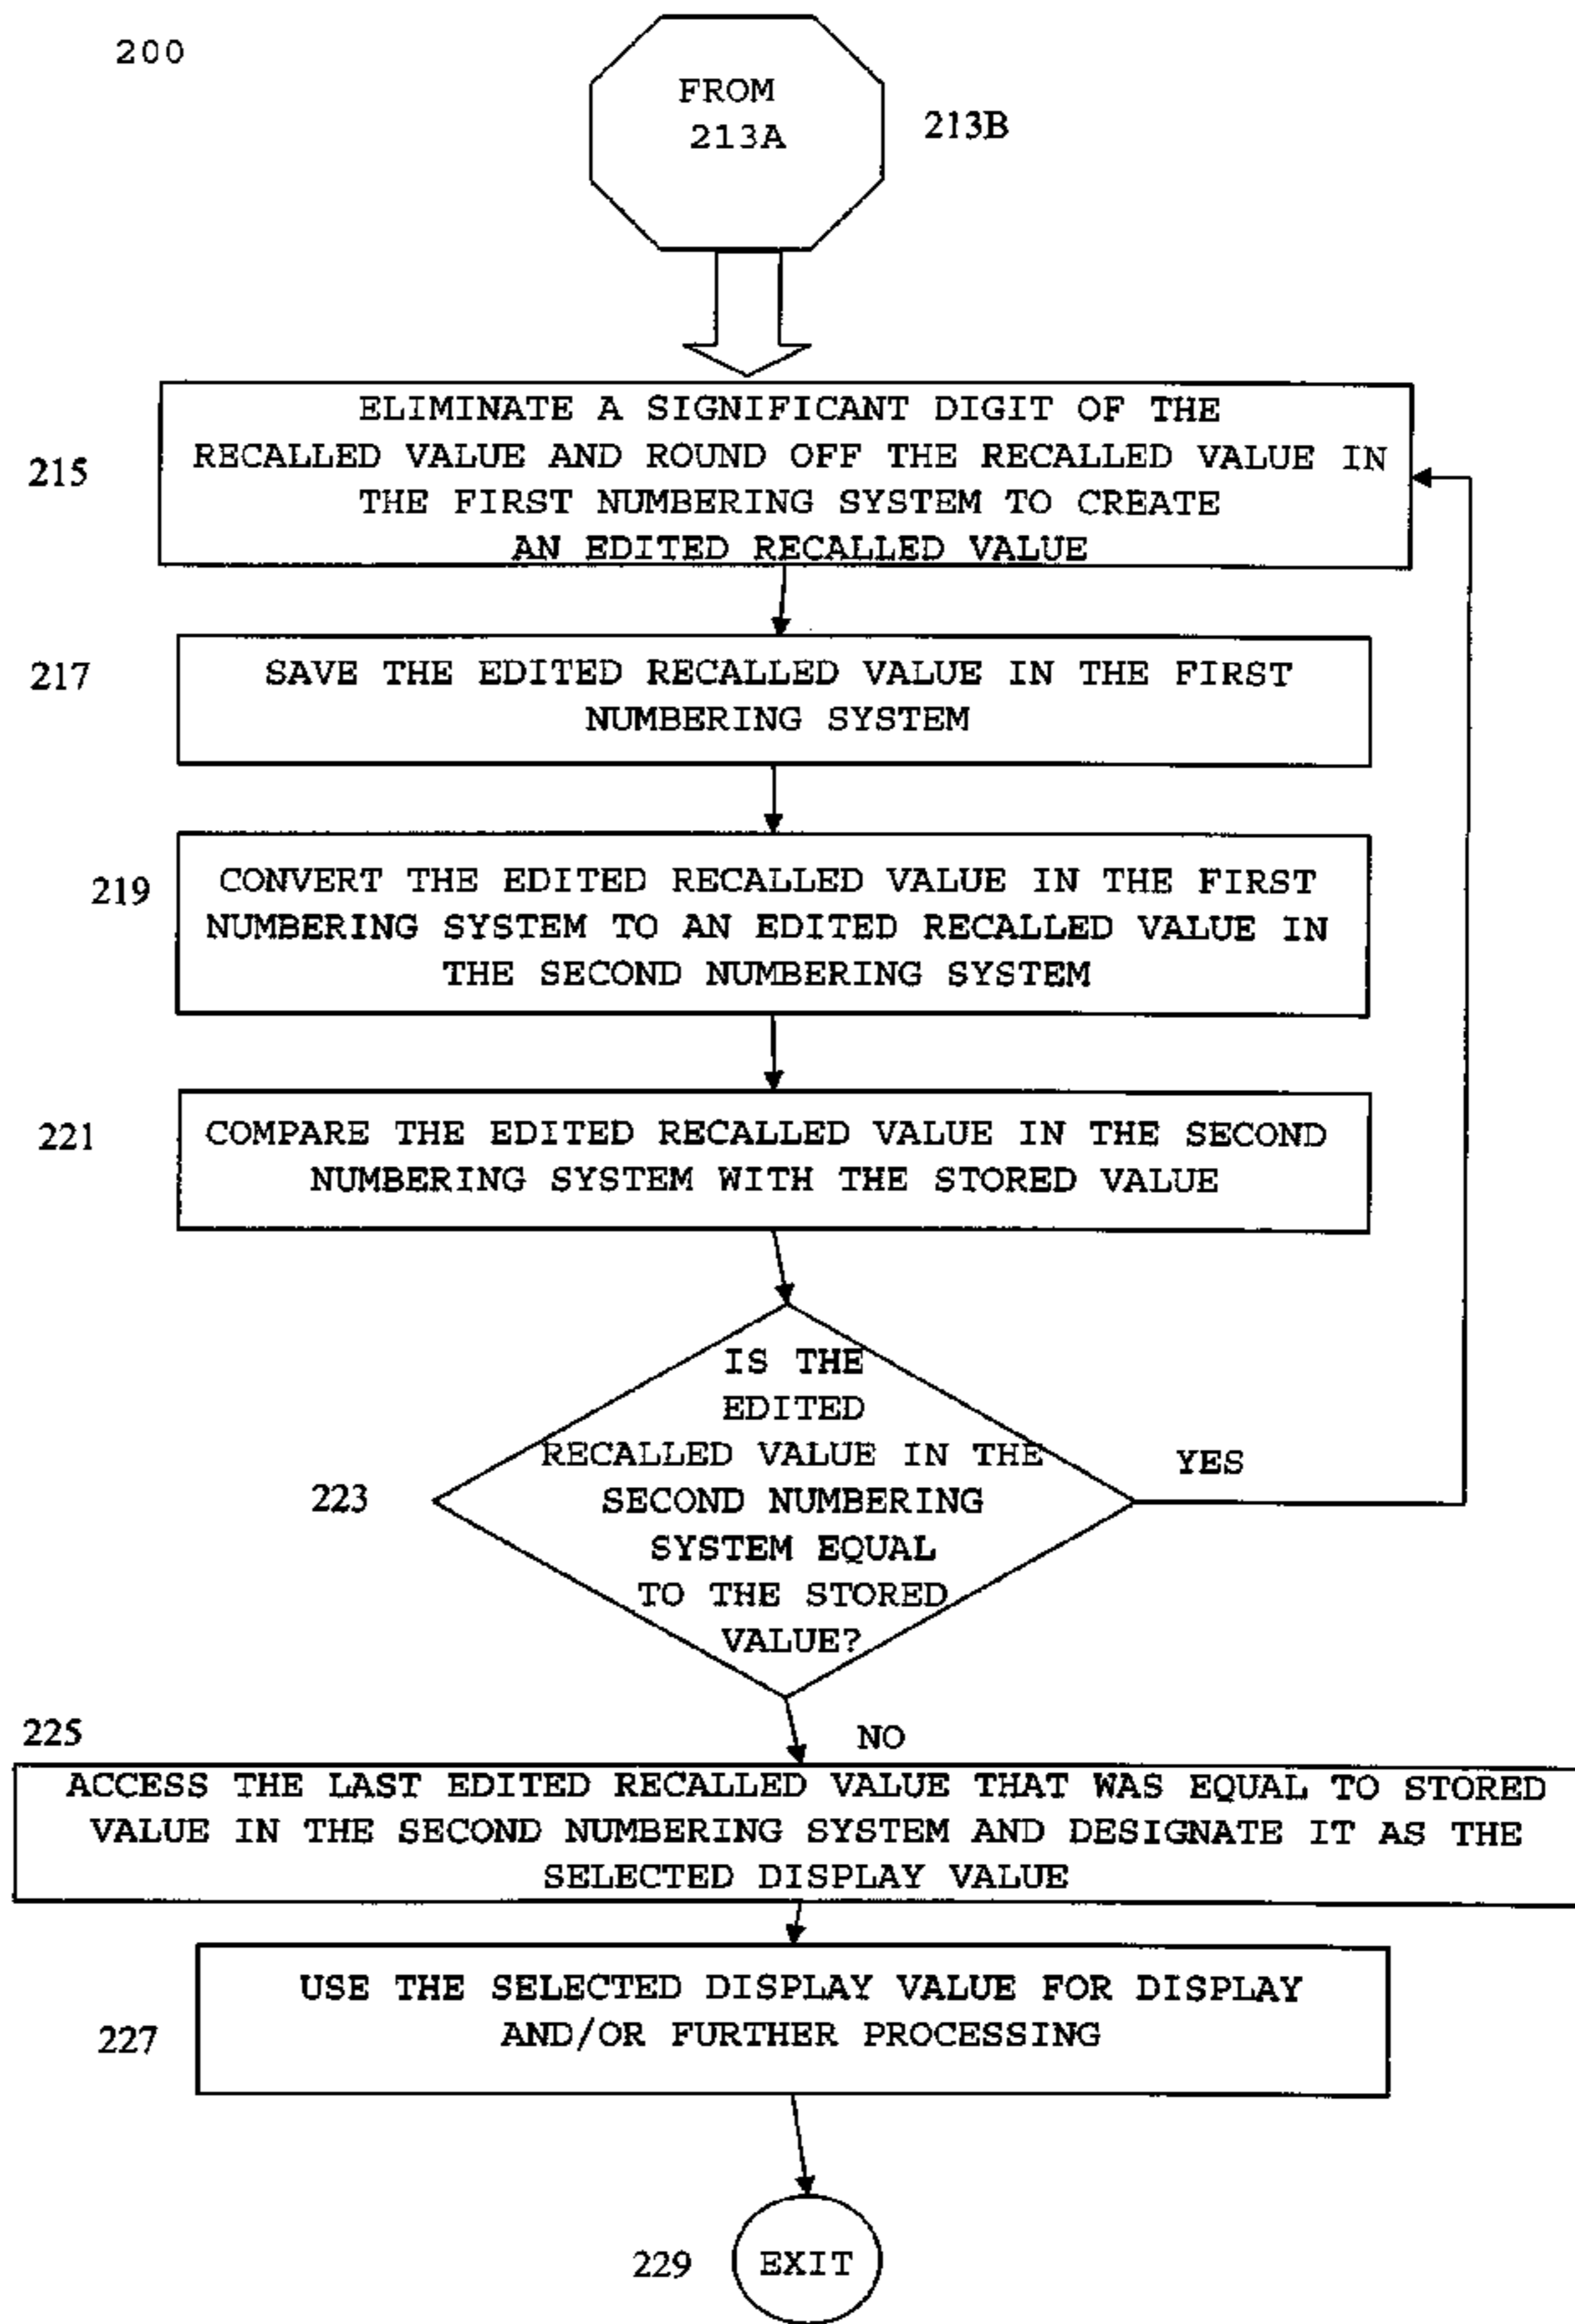 200
FROM
213A
213B
ELIMINATE A SIGNIFICANT DIGIT OF THE
RECALLED VALUE AND ROUND OFF THE RECALLED VALUE IN
THE FIRST NUMBERING SYSTEM TO CREATE
AN EDITED RECALLED VALUE
215
SAVE THE EDITED RECALLED VALUE IN THE FIRST
NUMBERING SYSTEM
217
CONVERT THE EDITED RECALLED VALUE IN THE FIRST
NUMBERING SYSTEM TO AN EDITED RECALLED VALUE IN
THE SECOND NUMBERING SYSTEM
219
COMPARE THE EDITED RECALLED VALUE IN THE SECOND
NUMBERING SYSTEM WITH THE STORED VALUE
221
IS THE
EDITED
RECALLED VALUE IN THE
SECOND NUMBERING
SYSTEM EQUAL
TO THE STORED
VALUE?
223
YES
NO
225
ACCESS THE LAST EDITED RECALLED VALUE THAT WAS EQUAL TO STORED
VALUE IN THE SECOND NUMBERING SYSTEM AND DESIGNATE IT AS THE
SELECTED DISPLAY VALUE
USE THE SELECTED DISPLAY VALUE FOR DISPLAY
AND/OR FURTHER PROCESSING
227
229
EXIT